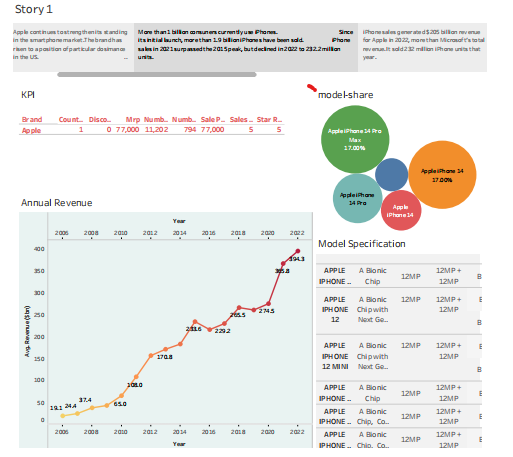 Story 1
Apple continues to strengthen its standing
in the smartphone market. The brand has
risen to a position of particular dosimance
in the US.
...
More than 1 billion consumers currently use iPhones. Since
its initial launch, more than 1.9 billion iPhones have been sold. iPhone
sales in 2021 surpassed the 2015 peak, but declined in 2022 to 232.2 million
units.
iPhone sales generated $205 billion revenue
for Apple in 2022, more than Microsoft's total
revenue. It sold 232 million iPhone units that
year.
KPI
Brand Count.. Disco.. Mrp Numb.. Numb.. Sale P.. Sales .. Star R..
Apple 1 0 77,000 11,202 794 77,000 5 5
model-share
Apple iPhone 14 Pro
Max
17.00%
Apple iPhone 14
17.00%
Apple iPhone
14 Pro
Apple
iPhone 14
Annual Revenue
Year
2006 2008 2010 2012 2014 2016 2018 2020 2022
Avg. Revenue ($bn)
400
350
300
250
200
150
100
50
0
19.1
24.4
37.4
65.0
108.0
170.8
229.2
265.5
274.5
365.8
394.3
2006 2008 2010 2012 2014 2016 2018 2020 2022
Year
Model Specification
APPLE IPHONE .. A Bionic Chip 12MP 12MP + 12MP B
APPLE IPHONE 12 A Bionic Chip with Next Ge.. 12MP 12MP + 12MP E B
APPLE IPHONE 12 MINI A Bionic Chip with Next Ge.. 12MP 12MP + 12MP E B
APPLE IPHONE .. A Bionic Chip 12MP 12MP + 12MP E
APPLE IPHONE .. A Bionic Chip, Co.. 12MP 12MP + 12MP E
APPLE IPHONE .. A Bionic Chip, Co.. 12MP 12MP + 12MP E